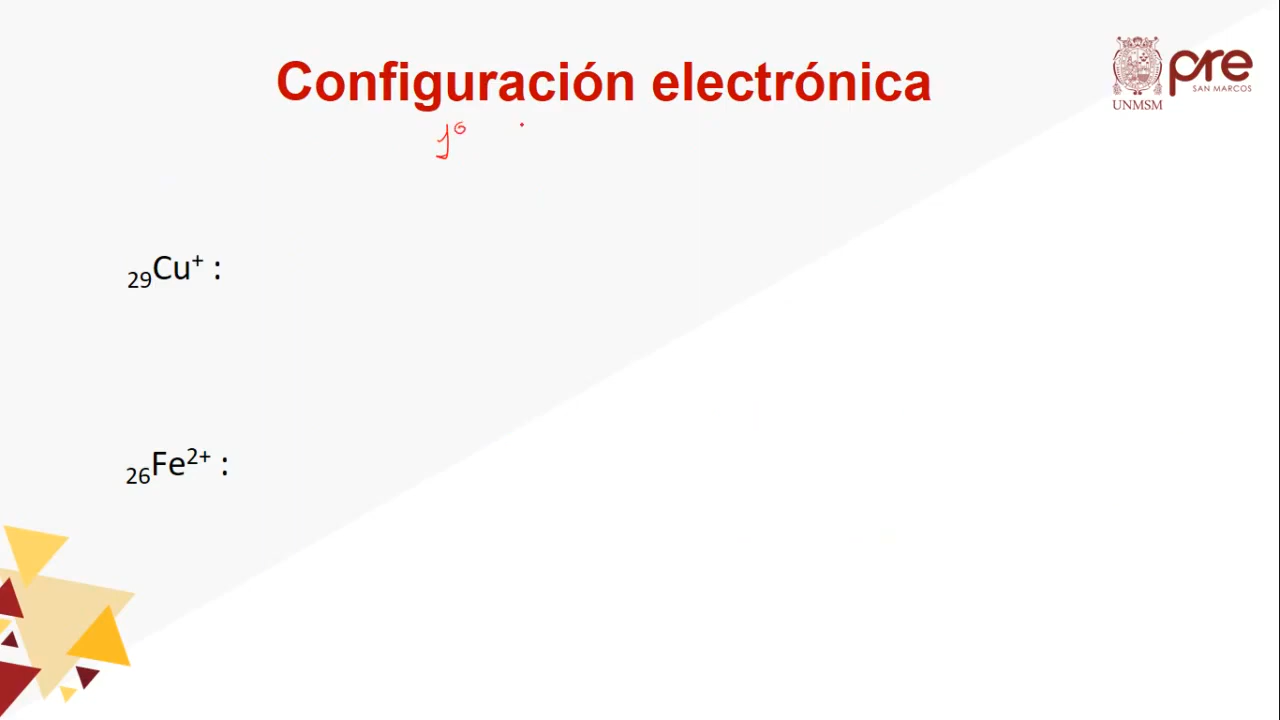 Configuración electrónica
pre
SAN MARCOS
UNMSM
1°
₂₉Cu⁺ :
₂₆Fe²⁺ :